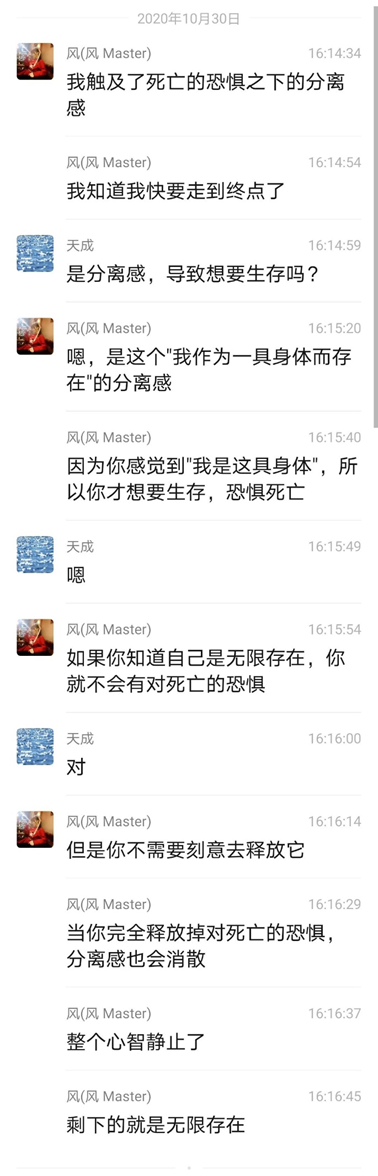 2020年10月30日
风(风 Master) 16:14:34
我触及了死亡的恐惧之下的分离
感
风(风 Master) 16:14:54
我知道我快要走到终点了
天成 16:14:59
是分离感，导致想要生存吗？
风(风 Master) 16:15:20
嗯，是这个"我作为一具身体而存
在"的分离感
风(风 Master) 16:15:40
因为你感觉到"我是这具身体"，所
以你才想要生存，恐惧死亡
天成 16:15:49
嗯
风(风 Master) 16:15:54
如果你知道自己是无限存在，你
就不会有对死亡的恐惧
天成 16:16:00
对
风(风 Master) 16:16:14
但是你不需要刻意去释放它
风(风 Master) 16:16:29
当你完全释放掉对死亡的恐惧，
分离感也会消散
风(风 Master) 16:16:37
整个心智静止了
风(风 Master) 16:16:45
剩下的就是无限存在